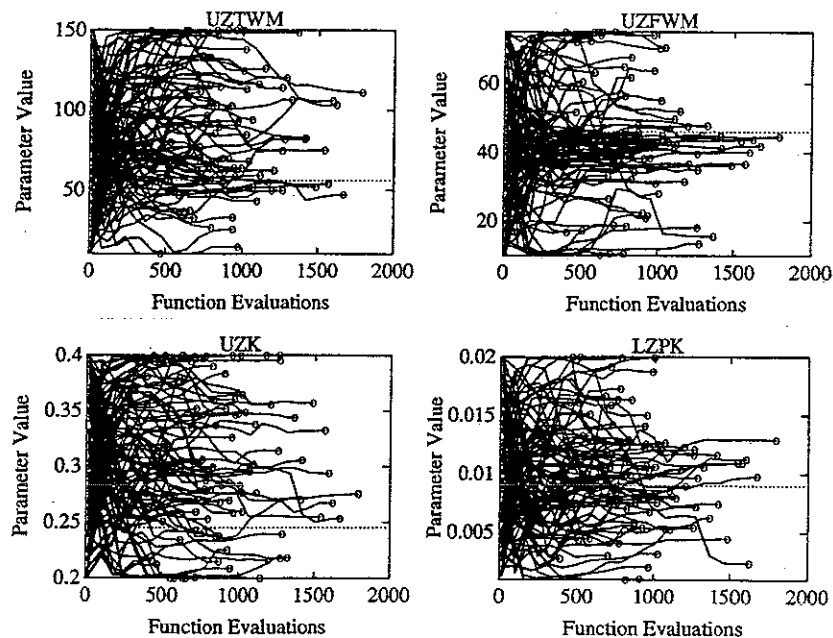 UZTWM
150
100
50
Parameter Value
0
500
1000
1500
2000
Function Evaluations
UZFWM
60
40
20
Parameter Value
0
500
1000
1500
2000
Function Evaluations
UZK
0.4
0.35
0.3
0.25
0.2
Parameter Value
0
500
1000
1500
2000
Function Evaluations
LZPK
0.02
0.015
0.01
0.005
Parameter Value
0
500
1000
1500
2000
Function Evaluations